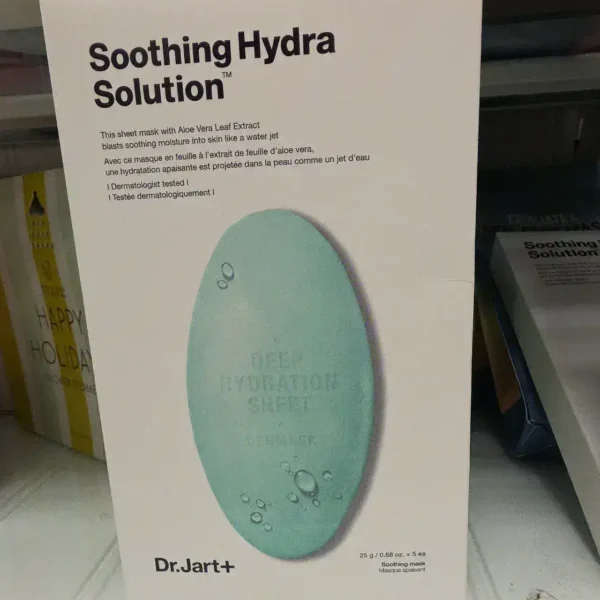 Soothing Hydra
Solution™
This sheet mask with Aloe Vera Leaf Extract
blasts soothing moisture into skin like a water jet
Avec ce masque en feuille à l'extrait de feuille d'aloe vera,
une hydratation apaisante est projetée dans la peau comme un jet d'eau
| Dermatologist tested |
| Testée dermatologiquement |
DEEP
HYDRATION
SHEET
DERMASK
Dr.Jart+
25 g / 0.88 oz. × 5 ea
Soothing mask
Masque apaisant
HAPPY
HOLIDAY
Soothing
Solution